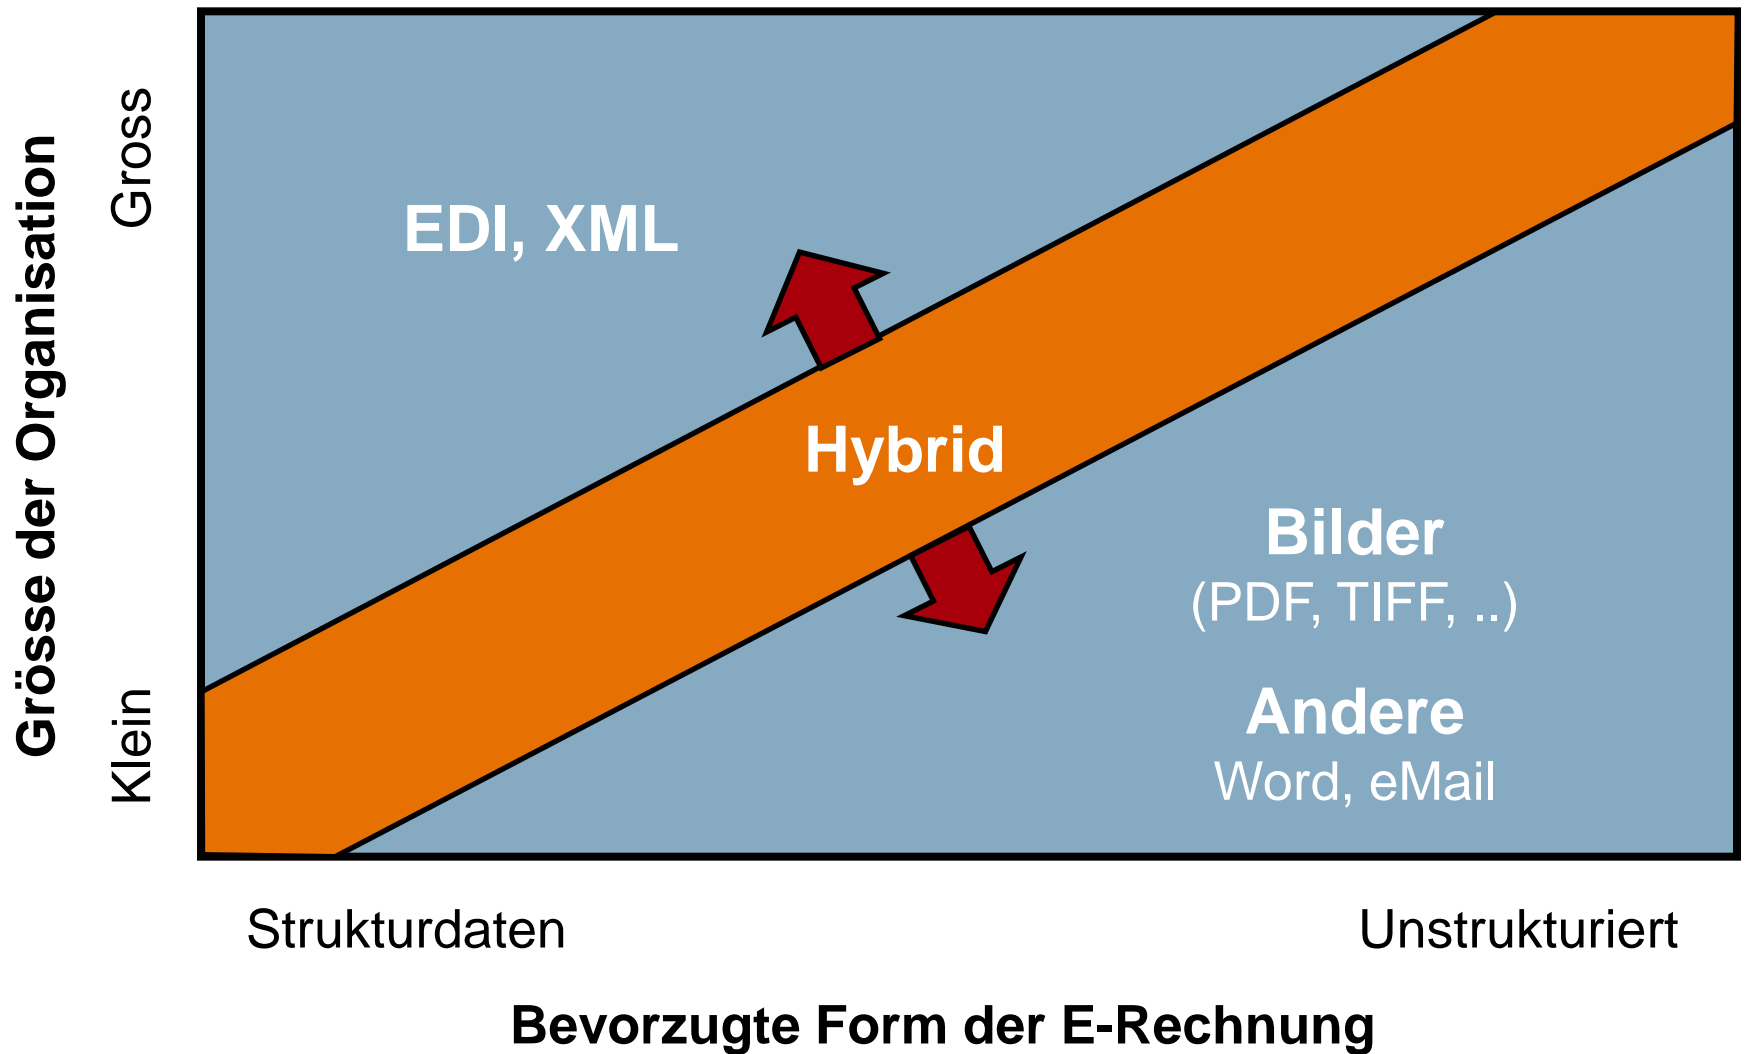 Grösse der Organisation
Gross
Klein
EDI, XML
Hybrid
Bilder
(PDF, TIFF, ..)
Andere
Word, eMail
Strukturdaten
Unstrukturiert
Bevorzugte Form der E-Rechnung